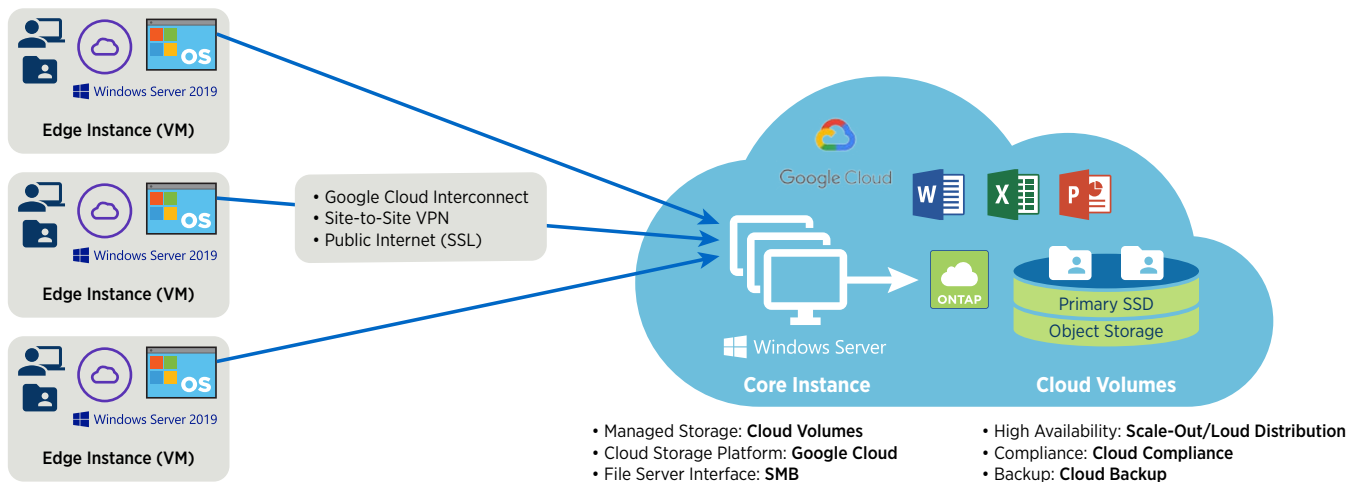 OS
Windows Server 2019
Edge Instance (VM)
OS
Windows Server 2019
Edge Instance (VM)
OS
Windows Server 2019
Edge Instance (VM)
• Google Cloud Interconnect
• Site-to-Site VPN
• Public Internet (SSL)
Google Cloud
W
X
P
ONTAP
Primary SSD
Object Storage
Windows Server
Core Instance
Cloud Volumes
• Managed Storage: Cloud Volumes
• Cloud Storage Platform: Google Cloud
• File Server Interface: SMB
• High Availability: Scale-Out/Loud Distribution
• Compliance: Cloud Compliance
• Backup: Cloud Backup